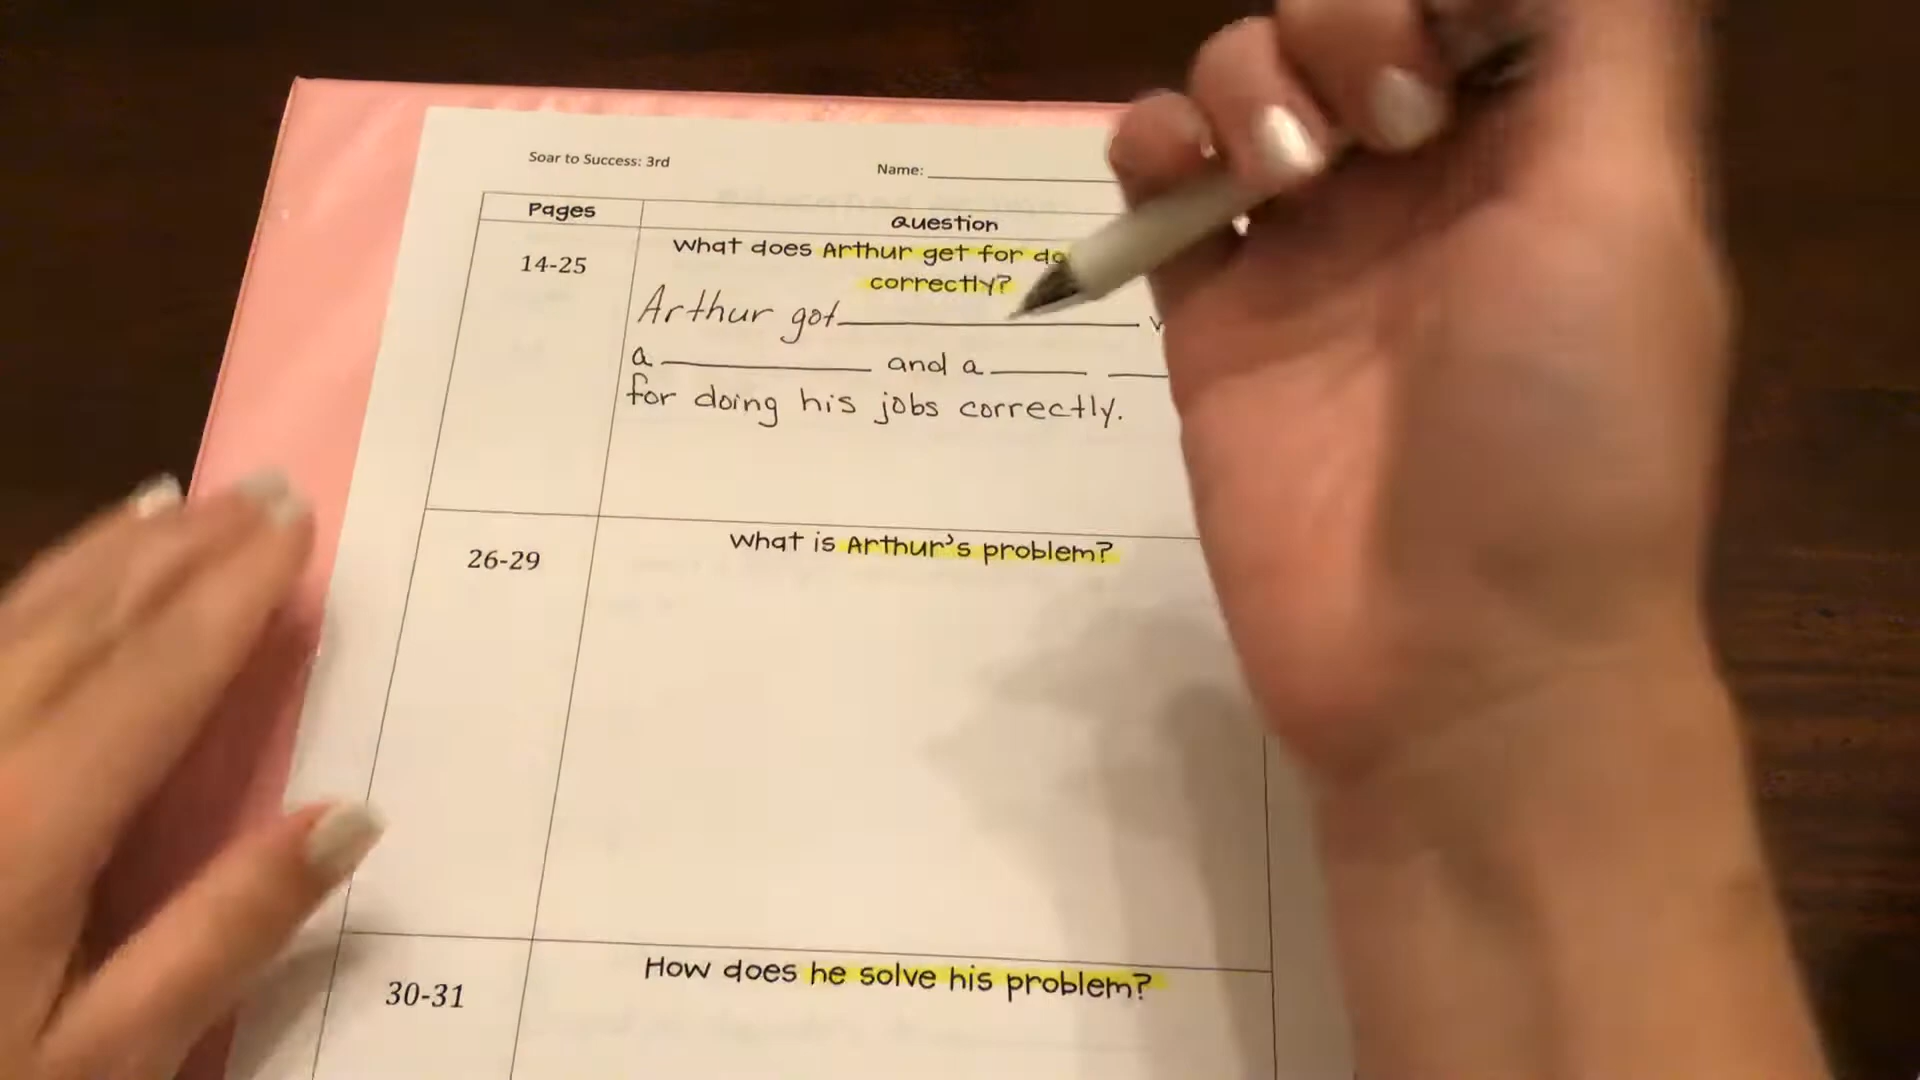 Soar to Success: 3rd
Name:
Pages
Question
14-25
What does Arthur get for
correctly?
Arthur got
a and a
for doing his jobs correctly.
26-29
What is Arthur's problem?
30-31
How does he solve his problem?